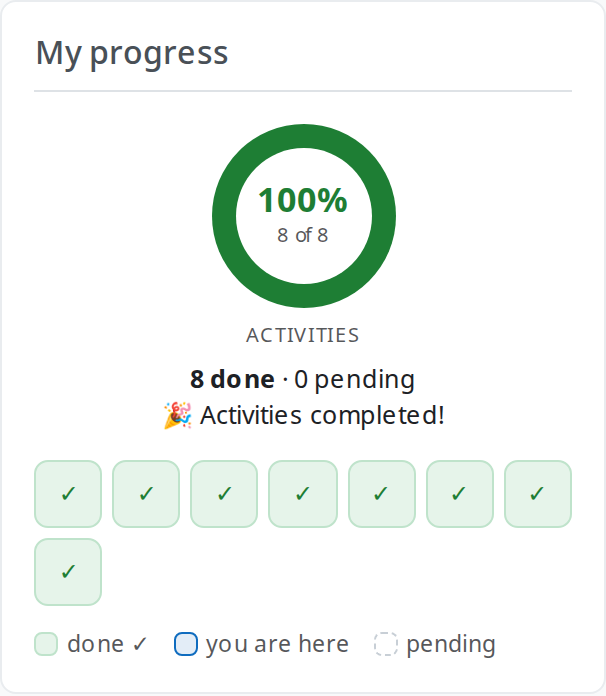 My progress
100%
8 of 8
ACTIVITIES
8 done · 0 pending
🎉 Activities completed!
✓ ✓ ✓ ✓ ✓ ✓ ✓
✓
done ✓ you are here pending